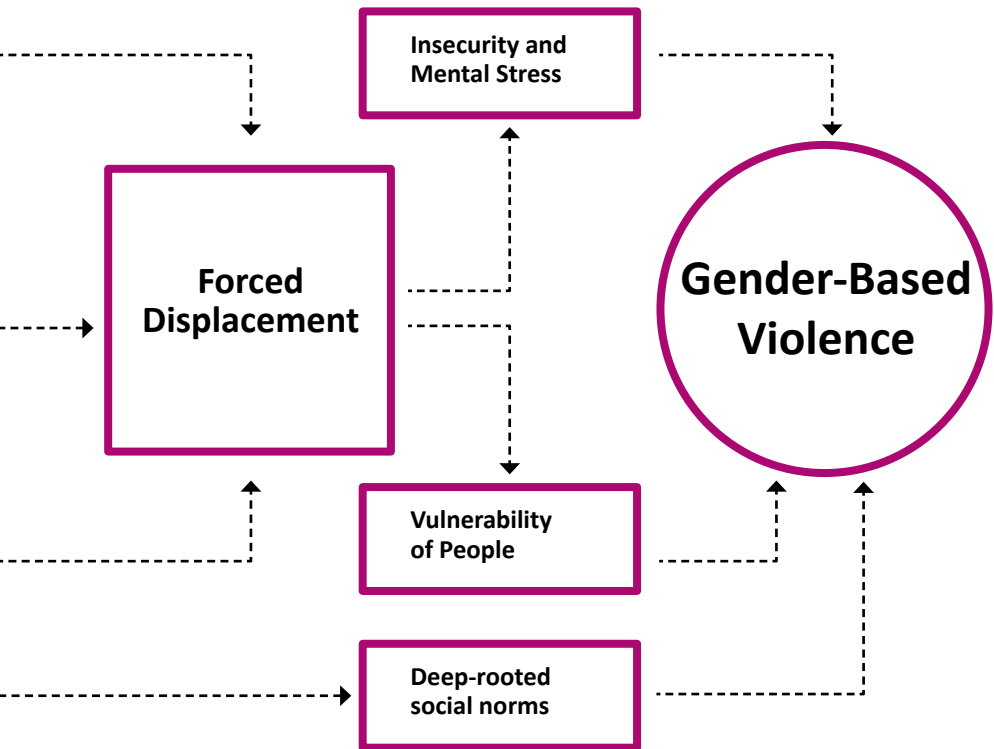 Insecurity and
Mental Stress
Forced
Displacement
Gender-Based
Violence
Vulnerability
of People
Deep-rooted
social norms